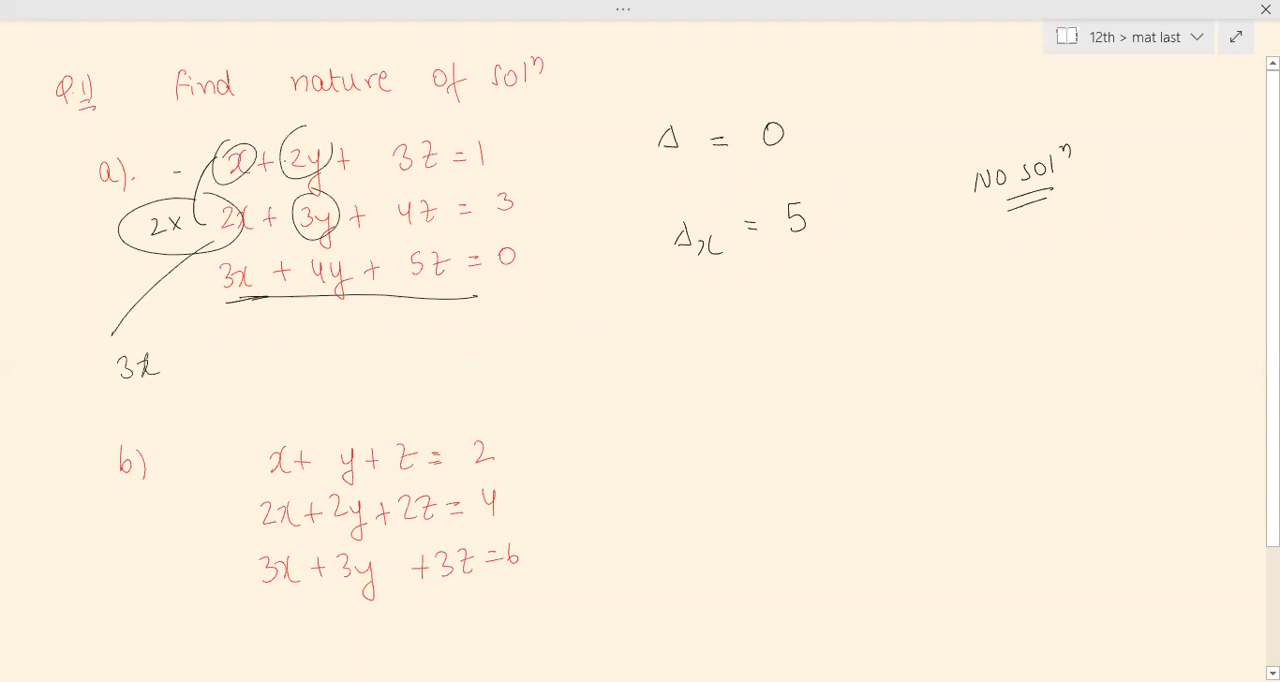 12th > mat last
Q.1) find nature of solⁿ
a). - x + 2y + 3z = 1
2x 2x + 3y + 4z = 3
3x + 4y + 5z = 0
3x
Δ = 0
Δx = 5
NO solⁿ
b) x + y + z = 2
2x + 2y + 2z = 4
3x + 3y + 3z = 6